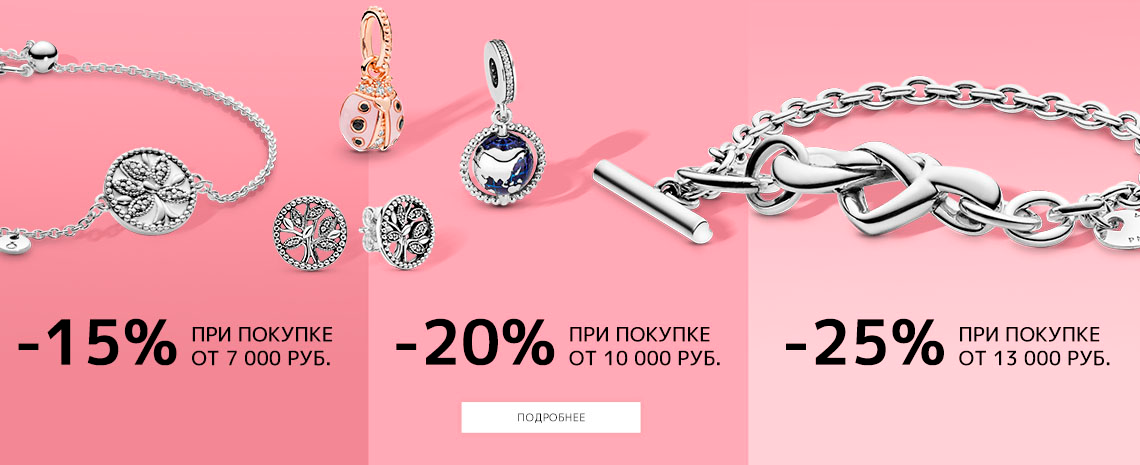 -15%
ПРИ ПОКУПКЕ
ОТ 7 000 РУБ.
-20%
ПРИ ПОКУПКЕ
ОТ 10 000 РУБ.
-25%
ПРИ ПОКУПКЕ
ОТ 13 000 РУБ.
ПОДРОБНЕЕ